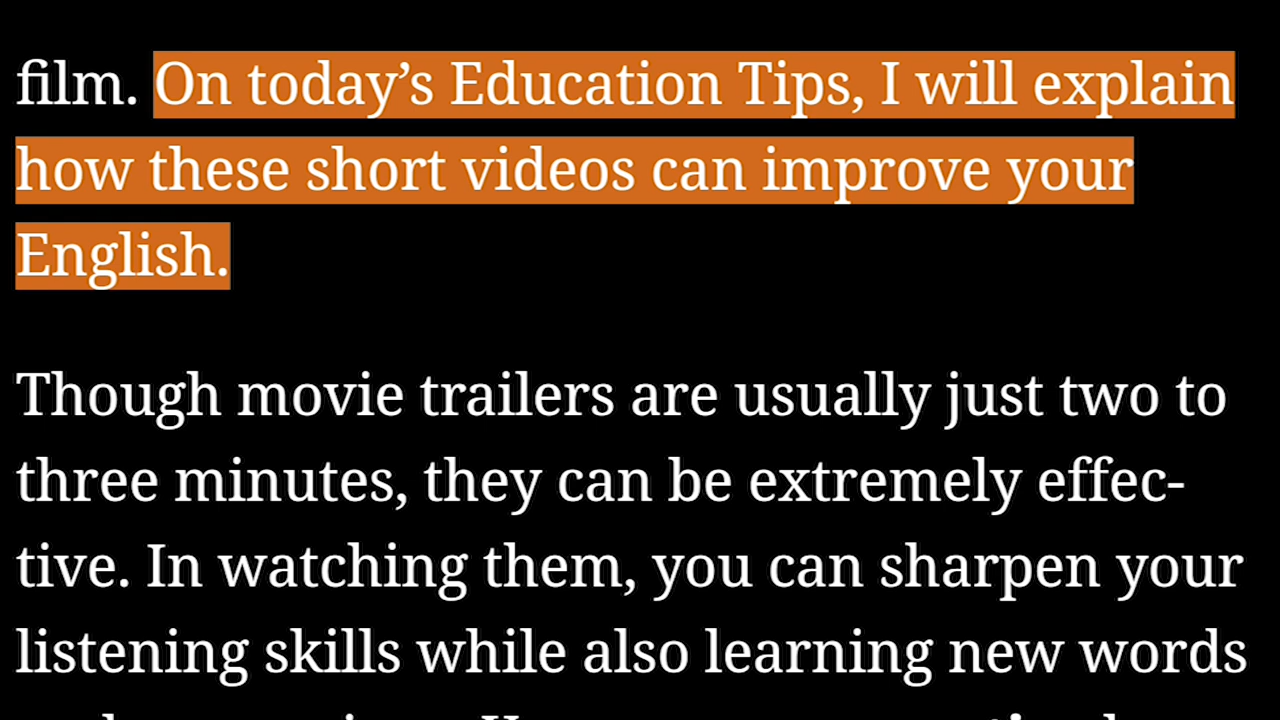 film. On today’s Education Tips, I will explain
how these short videos can improve your
English.
Though movie trailers are usually just two to
three minutes, they can be extremely effec-
tive. In watching them, you can sharpen your
listening skills while also learning new words